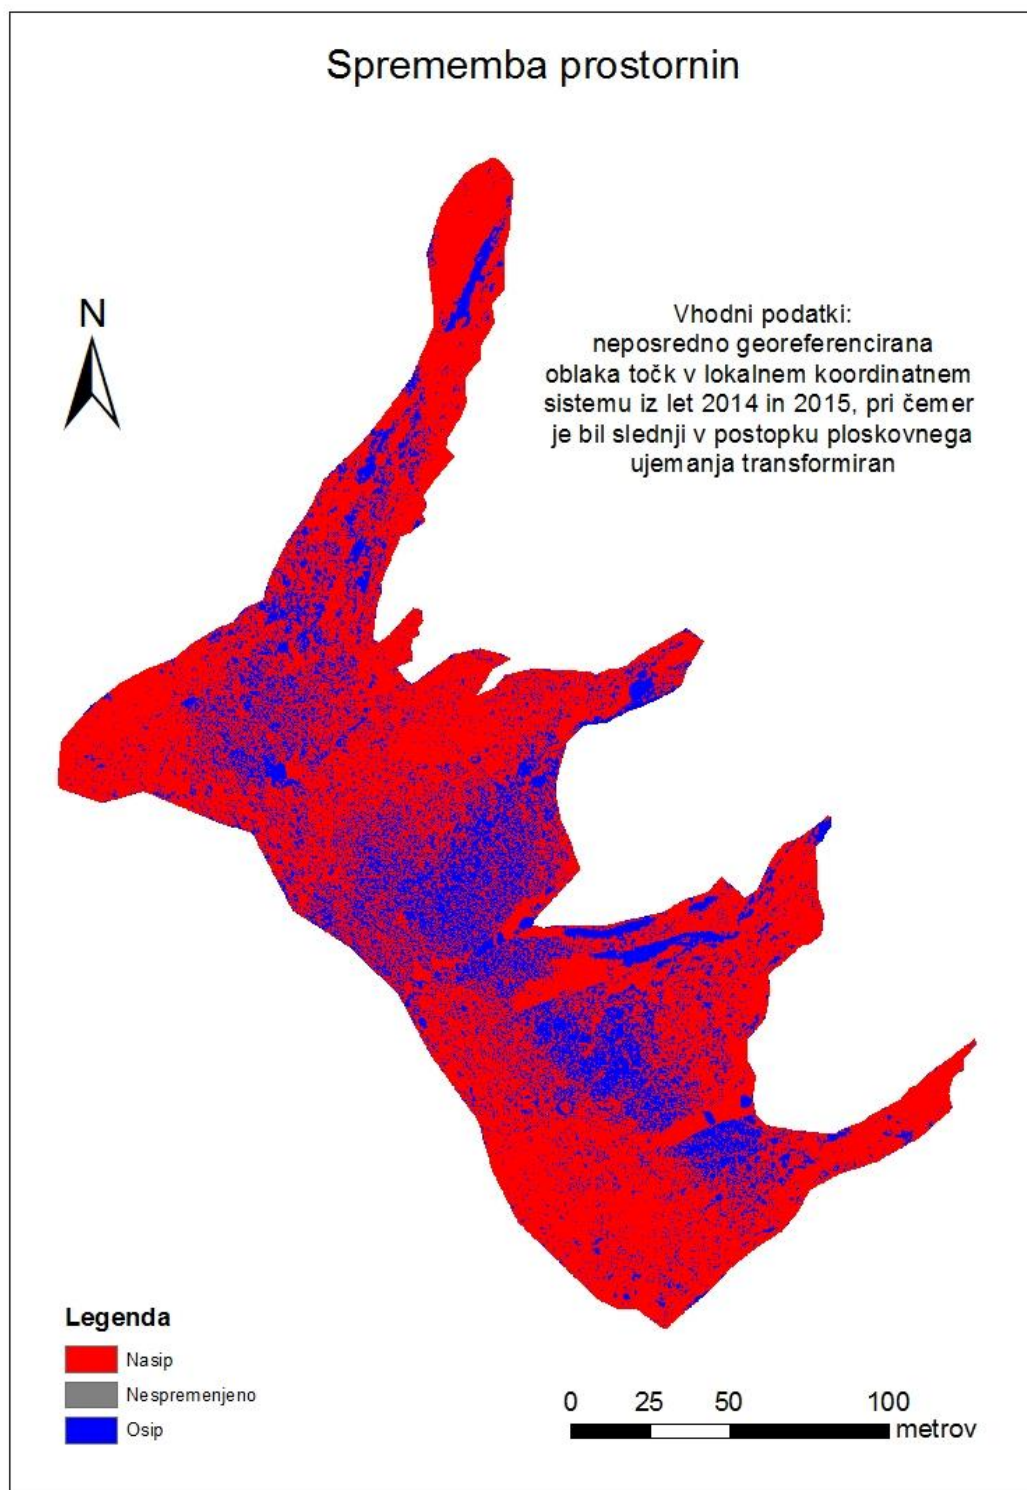 Sprememba prostornin
N
Vhodni podatki:
neposredno georeferencirana
oblaka točk v lokalnem koordinatnem
sistemu iz let 2014 in 2015, pri čemer
je bil slednji v postopku ploskovnega
ujemanja transformiran
Legenda
Nasip
Nespremenjeno
Osip
0 25 50 100
metrov